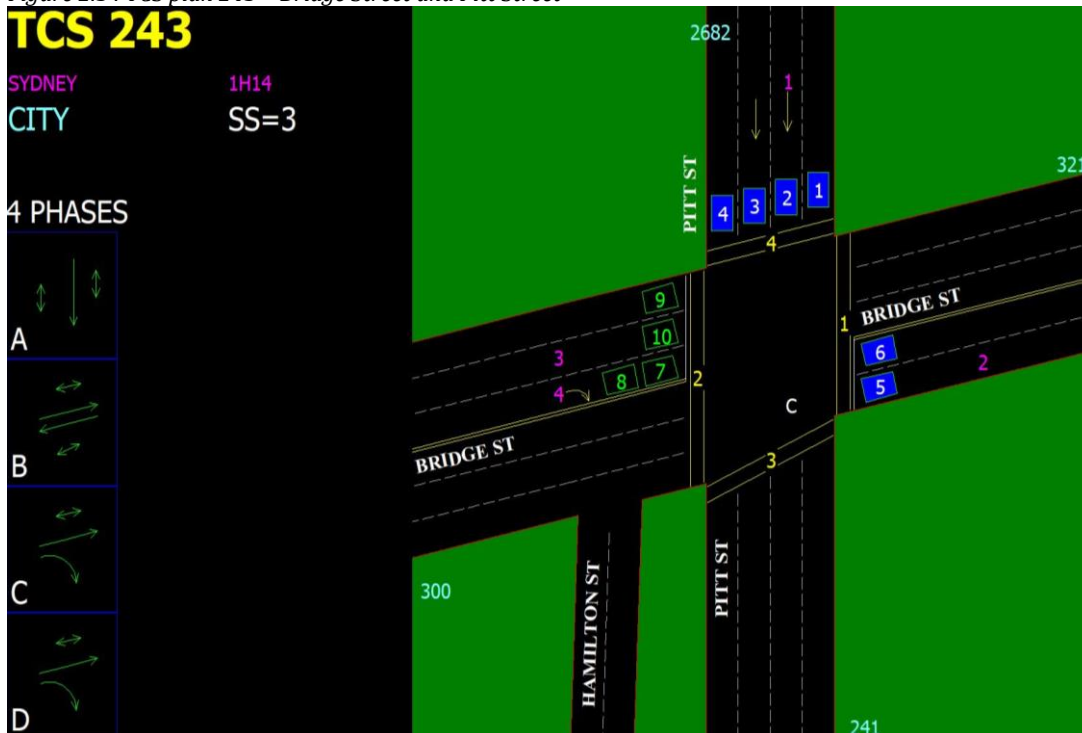 TCS 243
SYDNEY 1H14
CITY SS=3
4 PHASES
A
B
C
D
2682
1
PITT ST
4 3 2 1
4
321
9
10
3
8 7
4
2
BRIDGE ST
1
BRIDGE ST
6
5
2
C
3
PITT ST
HAMILTON ST
300
241